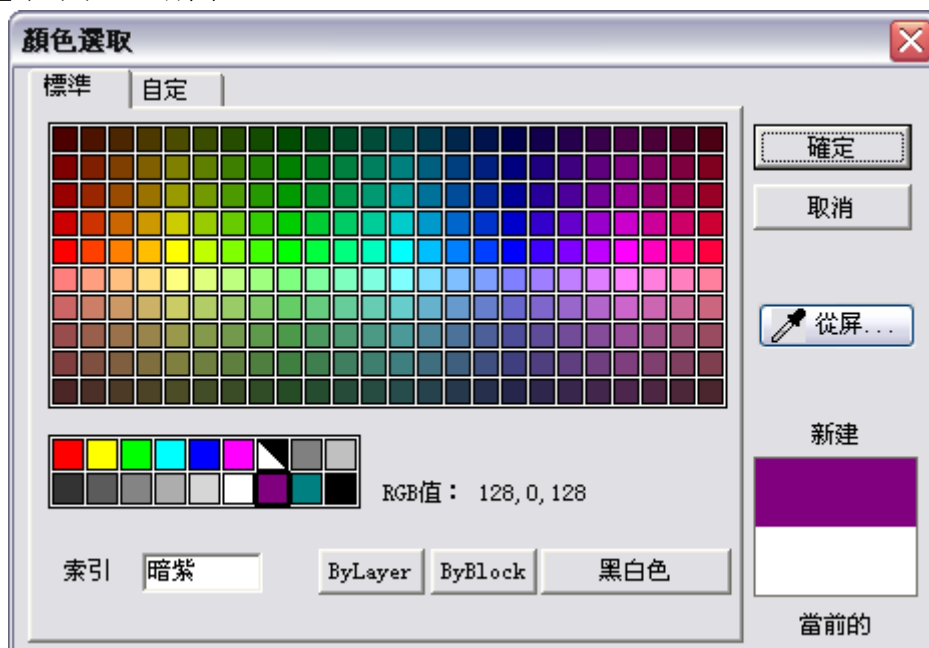 顏色選取
標準 自定
確定
取消
從屏...
新建
RGB值： 128,0,128
索引 暗紫 ByLayer ByBlock 黑白色
當前的